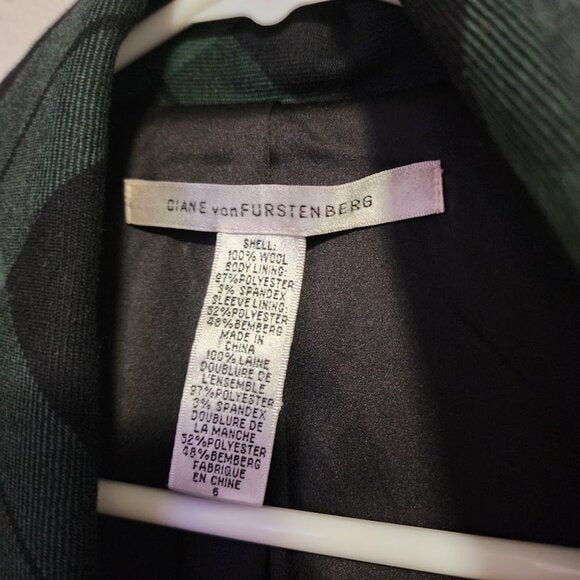 DIANE vonFURSTENBERG
SHELL:
100% WOOL
BODY LINING:
97%POLYESTER
3% SPANDEX
SLEEVE LINING:
52%POLYESTER
48%BEMBERG
MADE IN
CHINA
100% LAINE
DOUBLURE DE
L'ENSEMBLE
97%POLYESTER
3% SPANDEX
DOUBLURE DE
LA MANCHE
52%POLYESTER
48%BEMBERG
FABRIQUE
EN CHINE
6